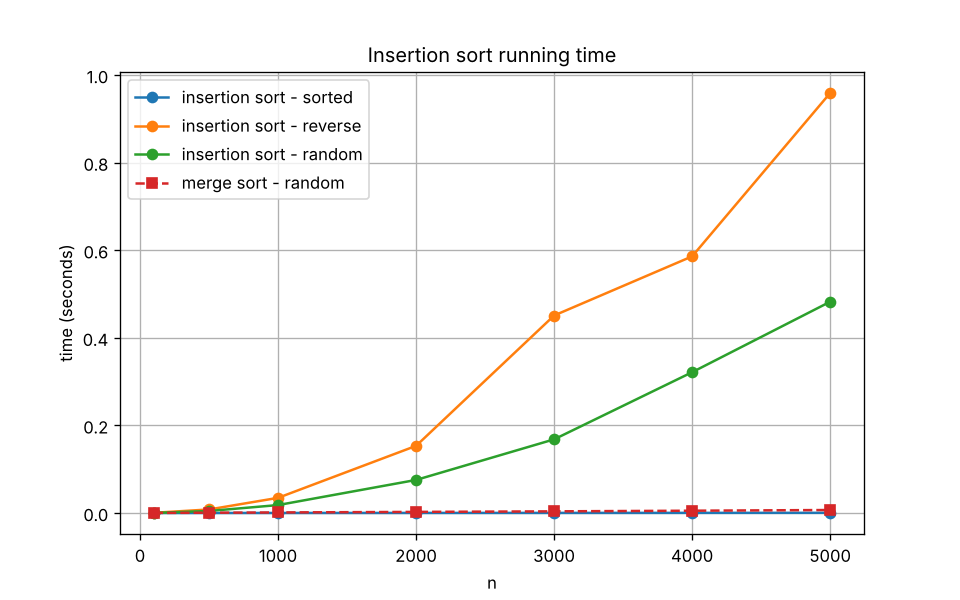 Insertion sort running time
insertion sort - sorted
insertion sort - reverse
insertion sort - random
merge sort - random
time (seconds)
1.0
0.8
0.6
0.4
0.2
0.0
0 1000 2000 3000 4000 5000
n